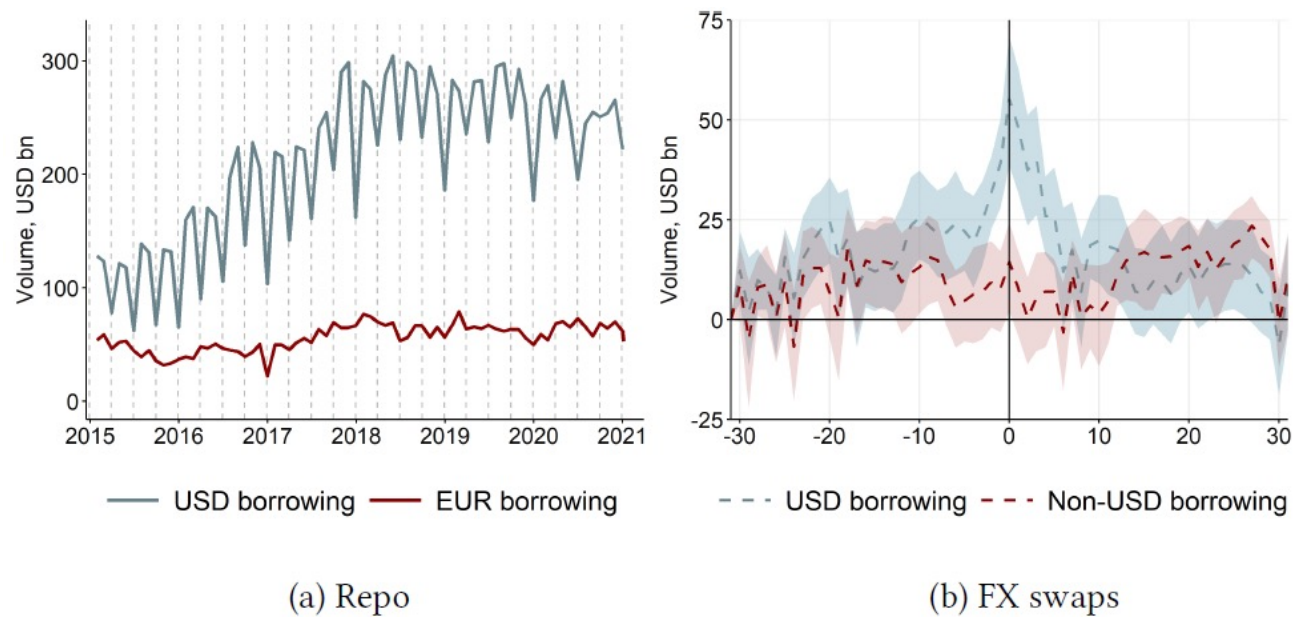 Volume, USD bn
300
200
100
0
2015 2016 2017 2018 2019 2020 2021
USD borrowing EUR borrowing
(a) Repo
Volume, USD bn
75
50
25
0
-25
-30 -20 -10 0 10 20 30
USD borrowing Non-USD borrowing
(b) FX swaps